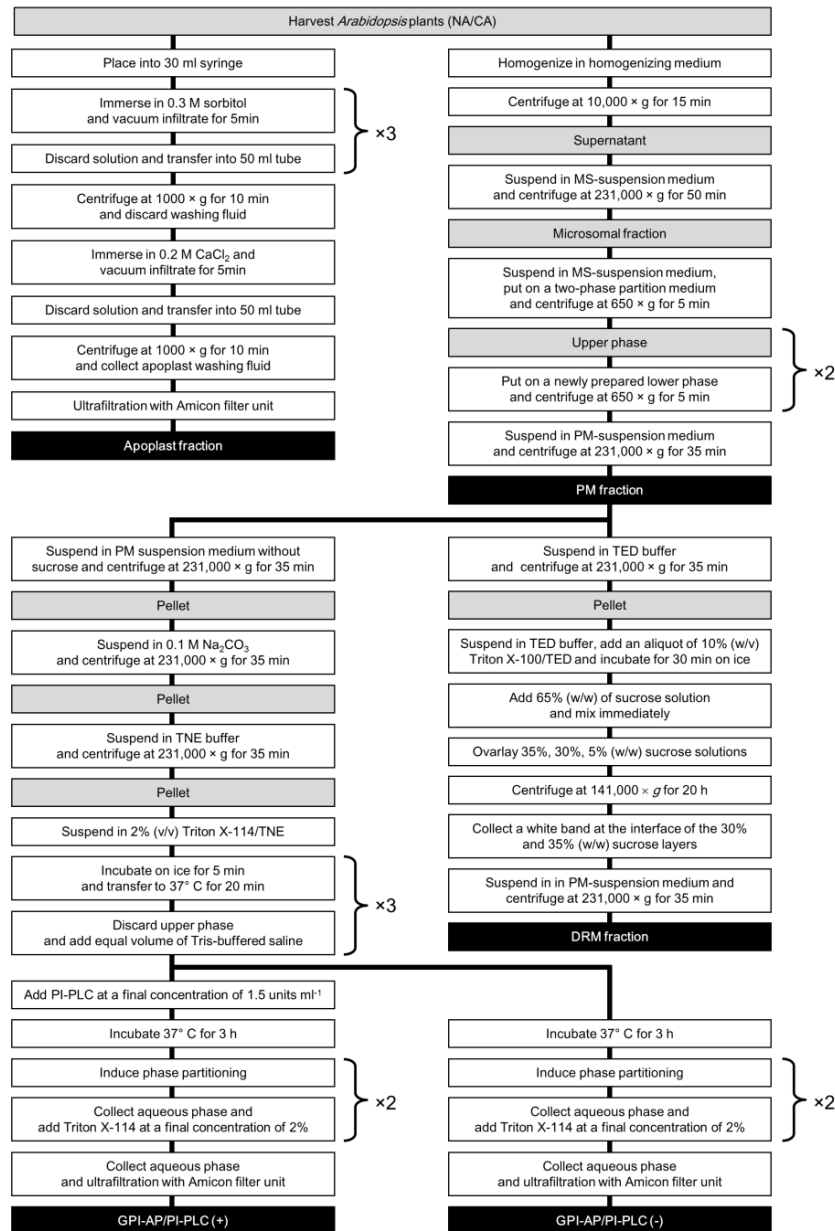 Harvest Arabidopsis plants (NA/CA)
Place into 30 ml syringe
Immerse in 0.3 M sorbitol
and vacuum infiltrate for 5min
Discard solution and transfer into 50 ml tube
×3
Centrifuge at 1000 × g for 10 min
and discard washing fluid
Immerse in 0.2 M CaCl₂ and
vacuum infiltrate for 5min
Discard solution and transfer into 50 ml tube
Centrifuge at 1000 × g for 10 min
and collect apoplast washing fluid
Ultrafiltration with Amicon filter unit
Apoplast fraction
Homogenize in homogenizing medium
Centrifuge at 10,000 × g for 15 min
Supernatant
Suspend in MS-suspension medium
and centrifuge at 231,000 × g for 50 min
Microsomal fraction
Suspend in MS-suspension medium,
put on a two-phase partition medium
and centrifuge at 650 × g for 5 min
Upper phase
Put on a newly prepared lower phase
and centrifuge at 650 × g for 5 min
×2
Suspend in PM-suspension medium
and centrifuge at 231,000 × g for 35 min
PM fraction
Suspend in PM suspension medium without
sucrose and centrifuge at 231,000 × g for 35 min
Pellet
Suspend in 0.1 M Na₂CO₃
and centrifuge at 231,000 × g for 35 min
Pellet
Suspend in TNE buffer
and centrifuge at 231,000 × g for 35 min
Pellet
Suspend in 2% (v/v) Triton X-114/TNE
Incubate on ice for 5 min
and transfer to 37° C for 20 min
Discard upper phase
and add equal volume of Tris-buffered saline
×3
Suspend in TED buffer
and centrifuge at 231,000 × g for 35 min
Pellet
Suspend in TED buffer, add an aliquot of 10% (w/v)
Triton X-100/TED and incubate for 30 min on ice
Add 65% (w/w) of sucrose solution
and mix immediately
Ovarlay 35%, 30%, 5% (w/w) sucrose solutions
Centrifuge at 141,000 × g for 20 h
Collect a white band at the interface of the 30%
and 35% (w/w) sucrose layers
Suspend in in PM-suspension medium and
centrifuge at 231,000 × g for 35 min
DRM fraction
Add PI-PLC at a final concentration of 1.5 units ml⁻¹
Incubate 37° C for 3 h
Induce phase partitioning
Collect aqueous phase and
add Triton X-114 at a final concentration of 2%
×2
Collect aqueous phase
and ultrafiltration with Amicon filter unit
GPI-AP/PI-PLC (+)
Incubate 37° C for 3 h
Induce phase partitioning
Collect aqueous phase and
add Triton X-114 at a final concentration of 2%
×2
Collect aqueous phase
and ultrafiltration with Amicon filter unit
GPI-AP/PI-PLC (-)